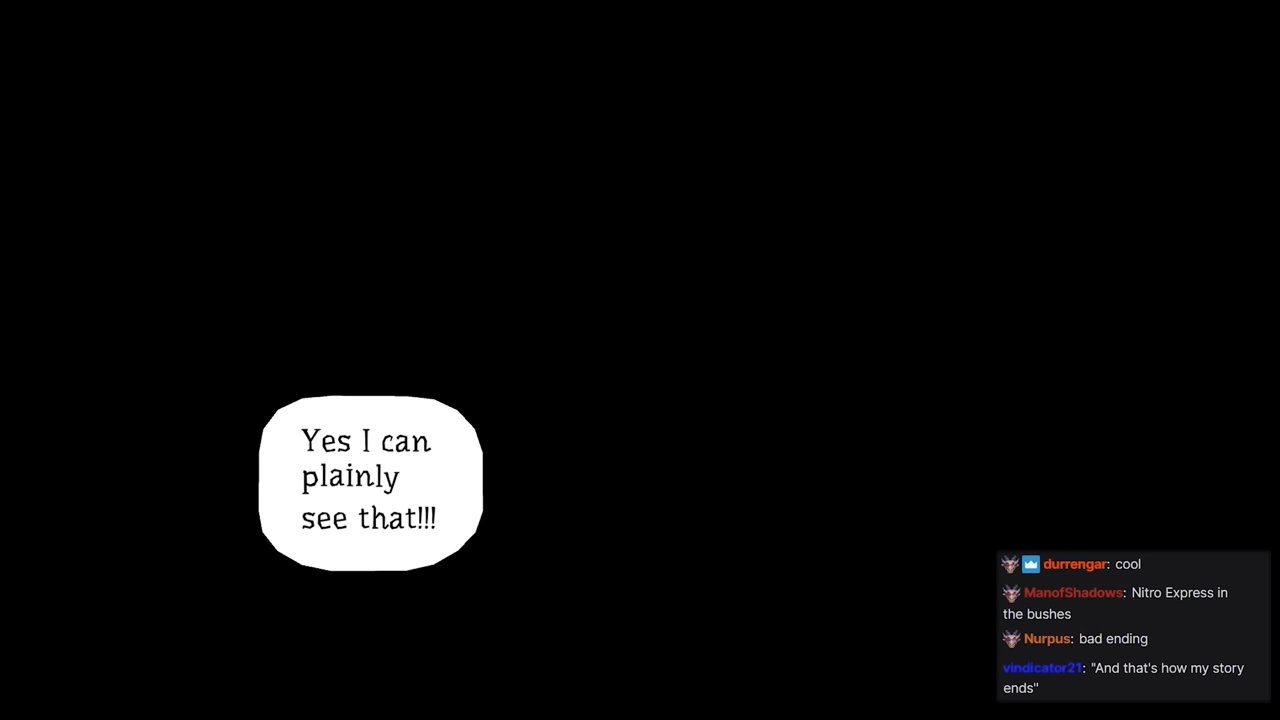 Yes I can
plainly
see that!!!
durrengar: cool
ManofShadows: Nitro Express in
the bushes
Nurpus: bad ending
vindicator21: "And that's how my story
ends"